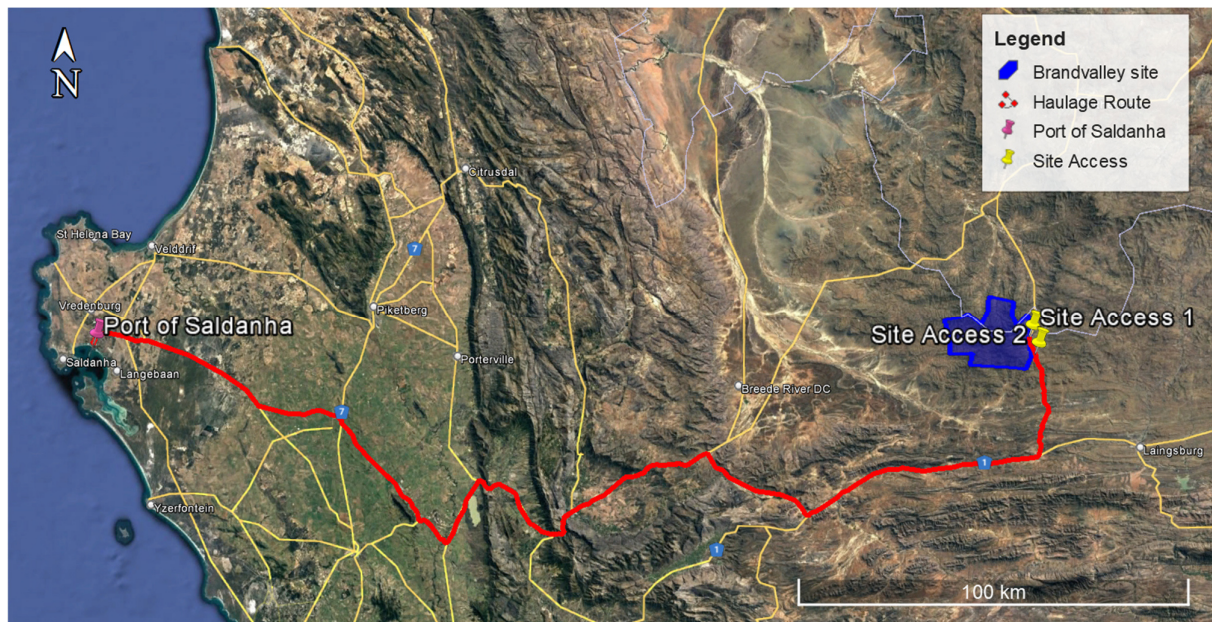 N
Legend
Brandvalley site
Haulage Route
Port of Saldanha
Site Access
Citrusdal
St Helena Bay
Velddrif
7
Vredenburg
Piketberg
Port of Saldanha
Site Access 1
Site Access 2
Saldanha
Langebaan
Porterville
Breede River DC
7
Laingsburg
1
Yzerfontein
1
100 km